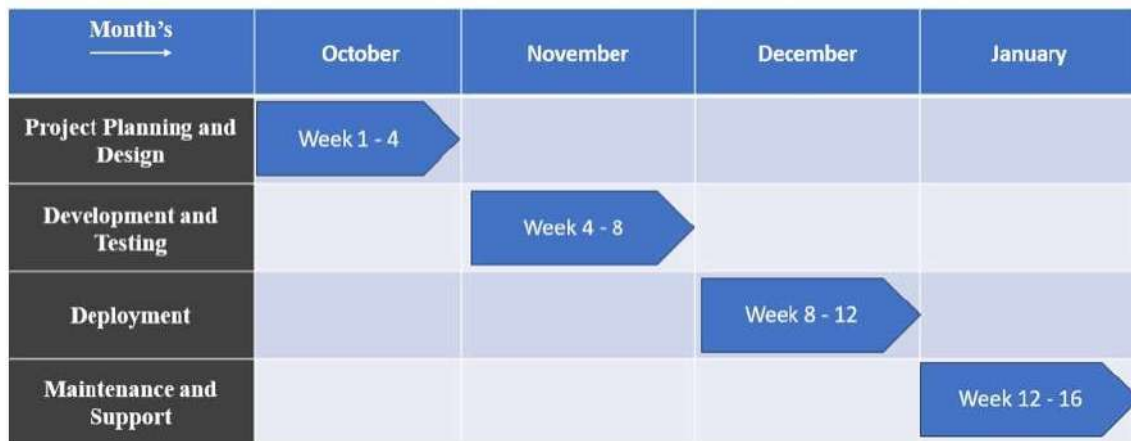 Month's
October
November
December
January
Project Planning and
Design
Week 1 - 4
Development and
Testing
Week 4 - 8
Deployment
Week 8 - 12
Maintenance and
Support
Week 12 - 16